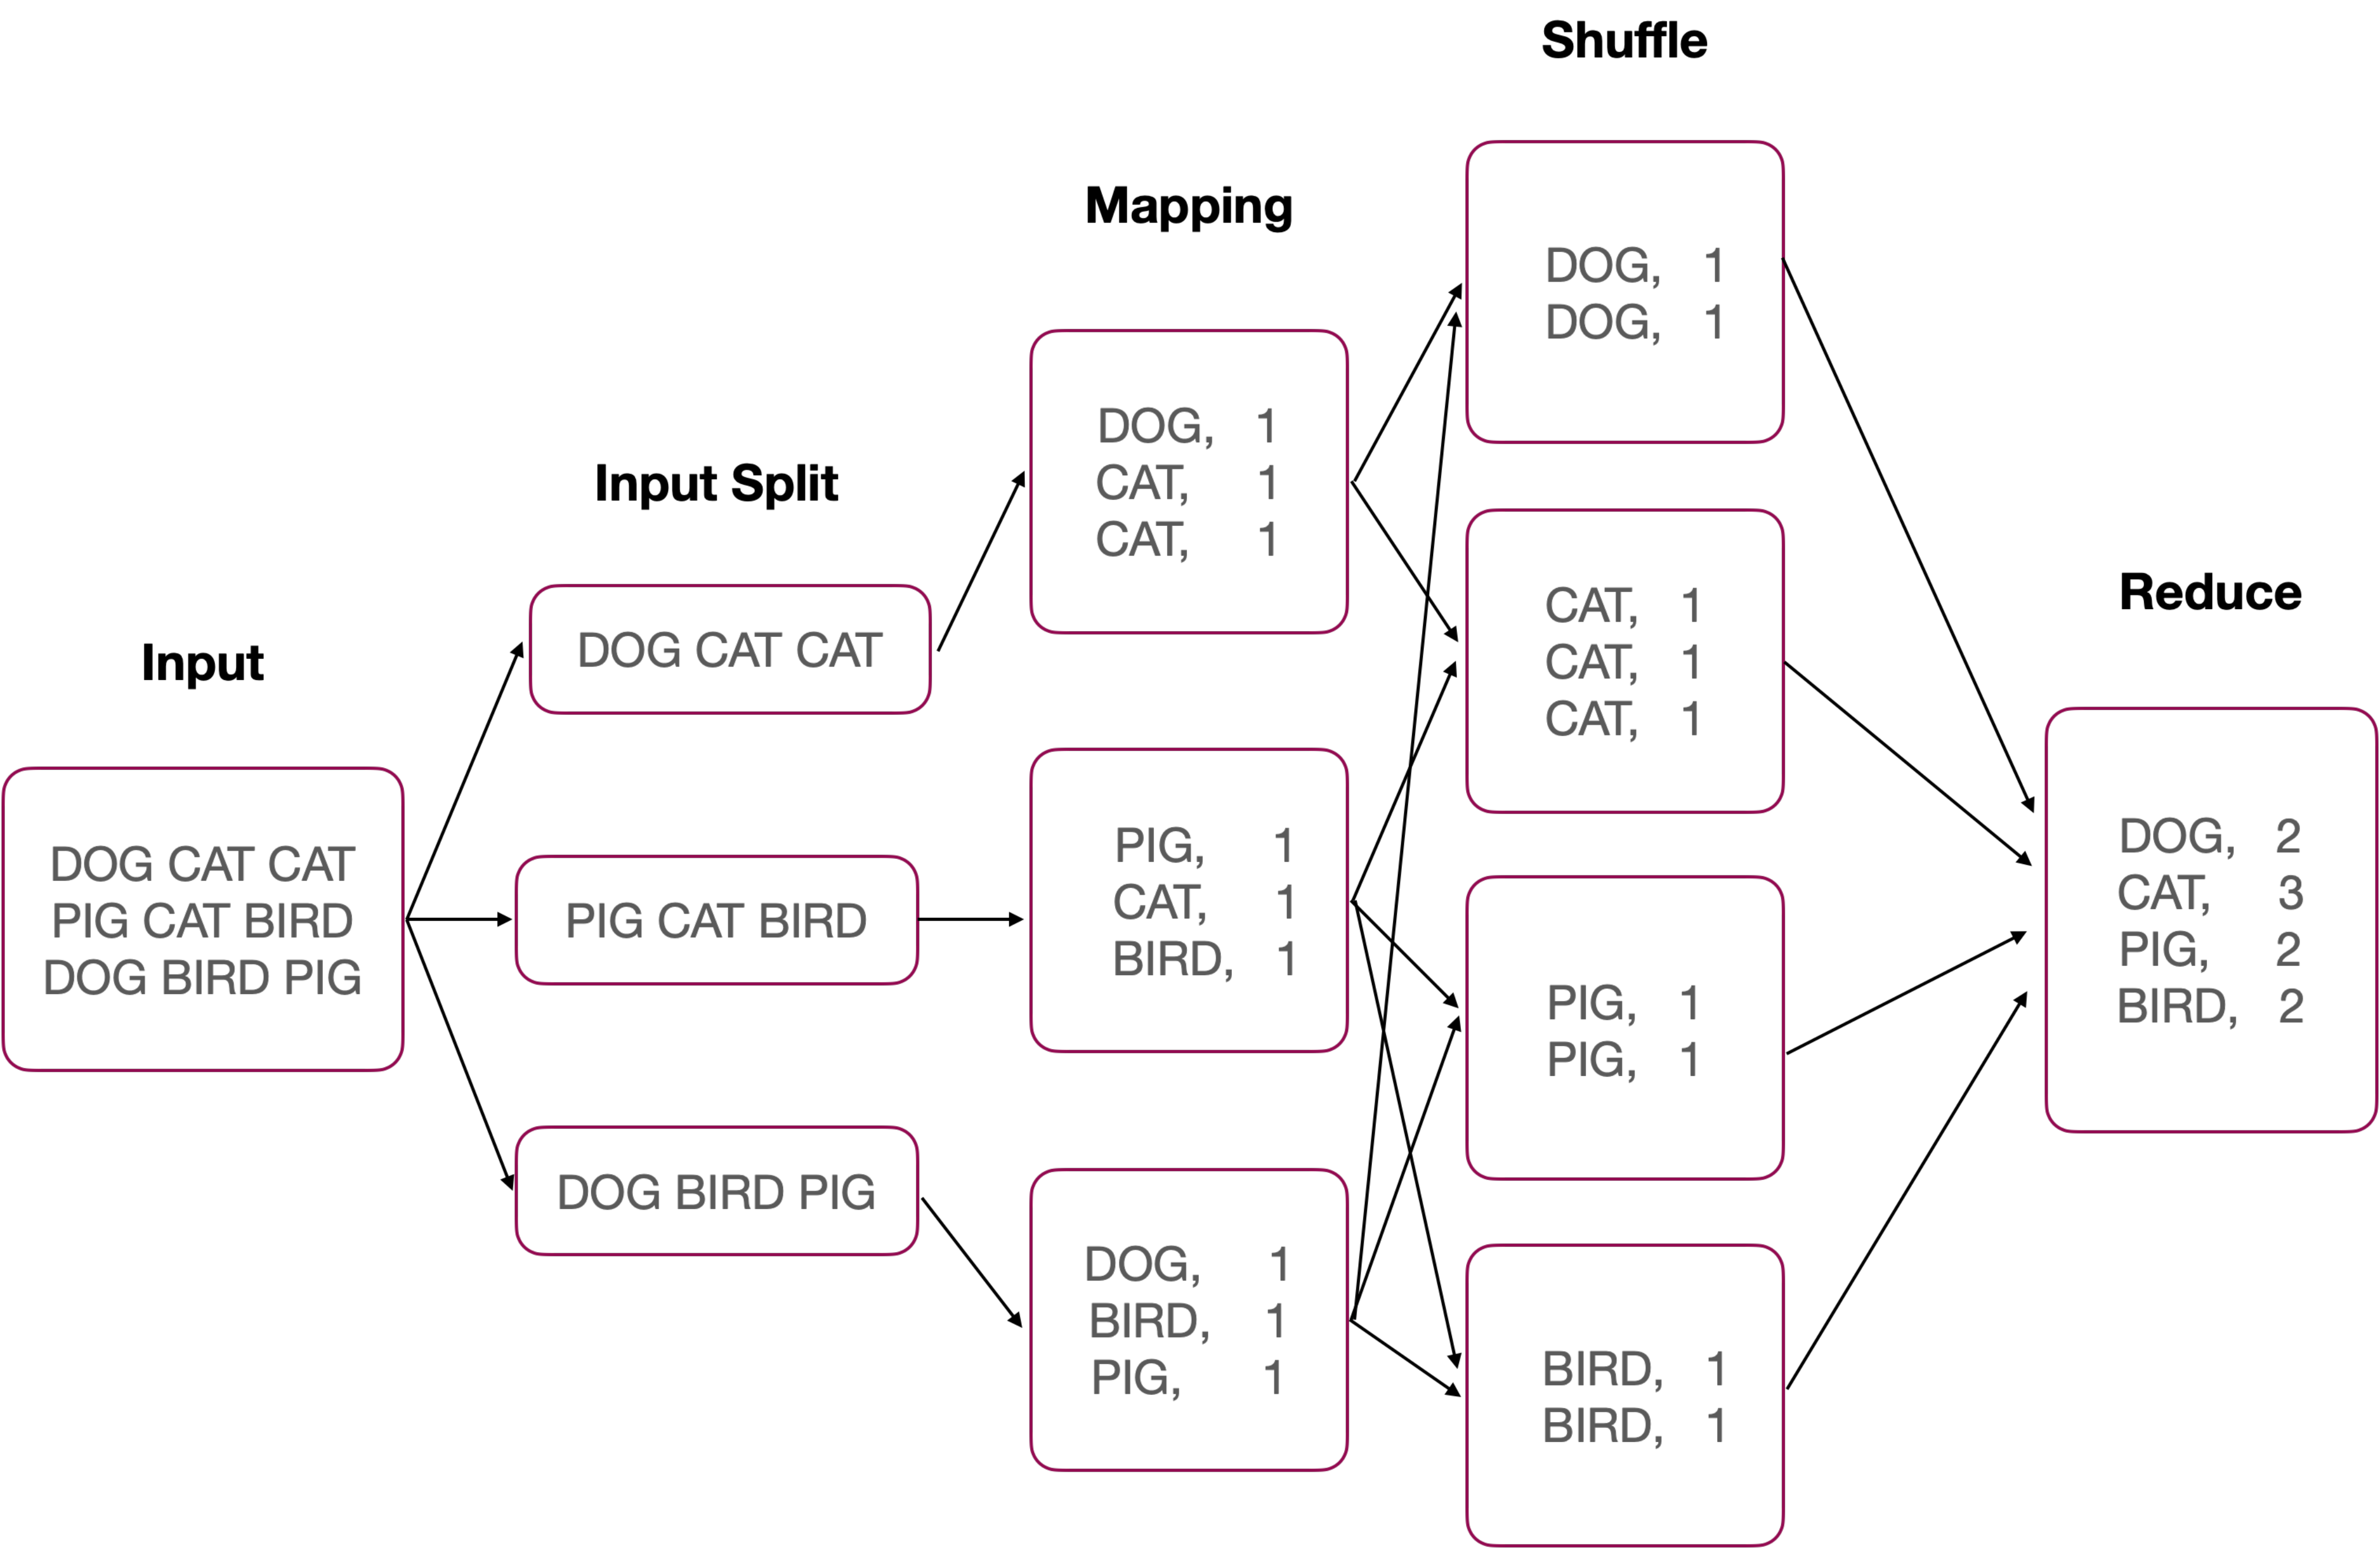 Input
DOG CAT CAT
PIG CAT BIRD
DOG BIRD PIG
Input Split
DOG CAT CAT
PIG CAT BIRD
DOG BIRD PIG
Mapping
DOG, 1
CAT, 1
CAT, 1
PIG, 1
CAT, 1
BIRD, 1
DOG, 1
BIRD, 1
PIG, 1
Shuffle
DOG, 1
DOG, 1
CAT, 1
CAT, 1
CAT, 1
PIG, 1
PIG, 1
BIRD, 1
BIRD, 1
Reduce
DOG, 2
CAT, 3
PIG, 2
BIRD, 2